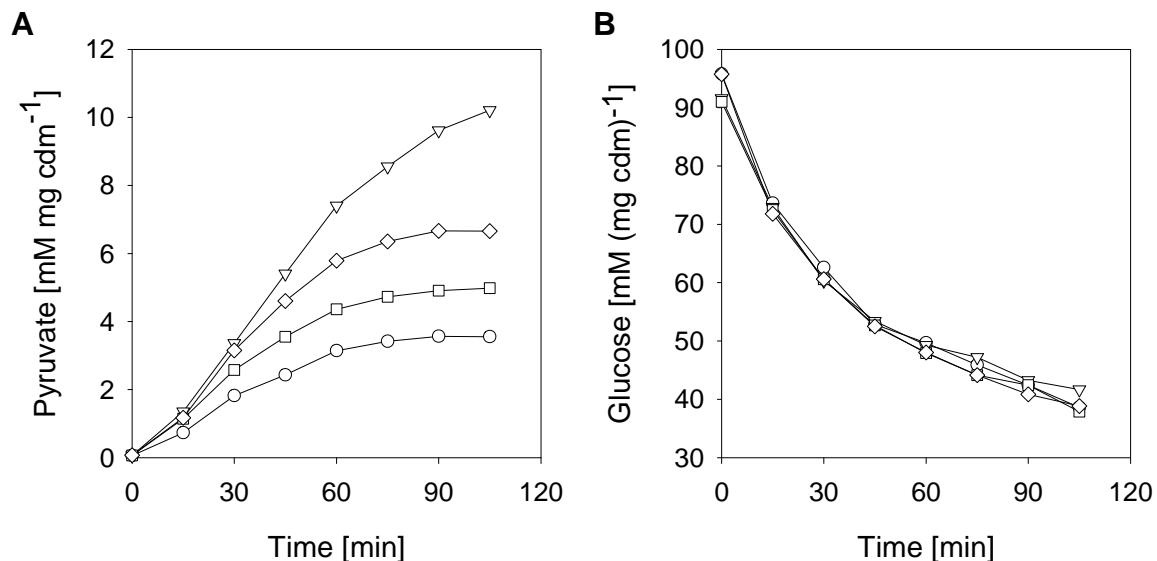 A
Pyruvate [mM mg cdm⁻¹]
12
10
8
6
4
2
0
0 30 60 90 120
Time [min]
B
Glucose [mM (mg cdm)⁻¹]
100
90
80
70
60
50
40
30
0 30 60 90 120
Time [min]